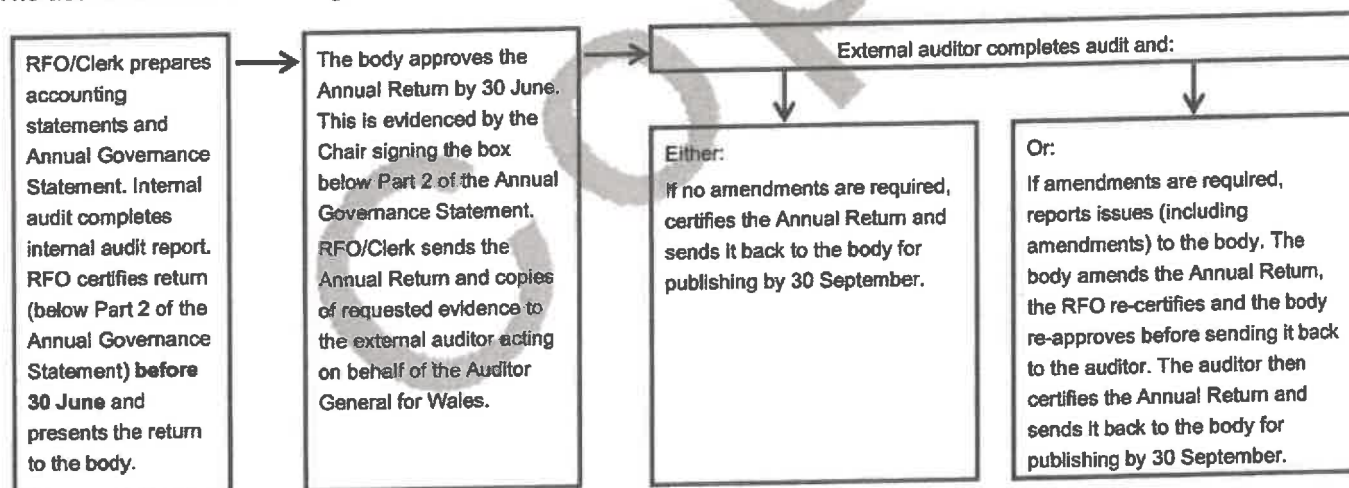 RFO/Clerk prepares
accounting
statements and
Annual Governance
Statement. Internal
audit completes
internal audit report.
RFO certifies return
(below Part 2 of the
Annual Governance
Statement) before
30 June and
presents the return
to the body.
The body approves the
Annual Return by 30 June.
This is evidenced by the
Chair signing the box
below Part 2 of the Annual
Governance Statement.
RFO/Clerk sends the
Annual Return and copies
of requested evidence to
the external auditor acting
on behalf of the Auditor
General for Wales.
External auditor completes audit and:
Either:
If no amendments are required,
certifies the Annual Return and
sends it back to the body for
publishing by 30 September.
Or:
If amendments are required,
reports issues (including
amendments) to the body. The
body amends the Annual Return,
the RFO re-certifies and the body
re-approves before sending it back
to the auditor. The auditor then
certifies the Annual Return and
sends it back to the body for
publishing by 30 September.